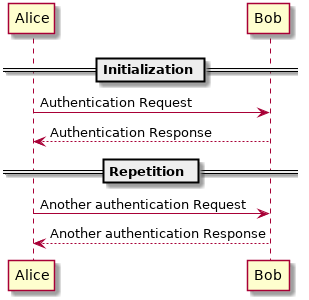 Alice Bob
Initialization
Authentication Request
Authentication Response
Repetition
Another authentication Request
Another authentication Response
Alice Bob